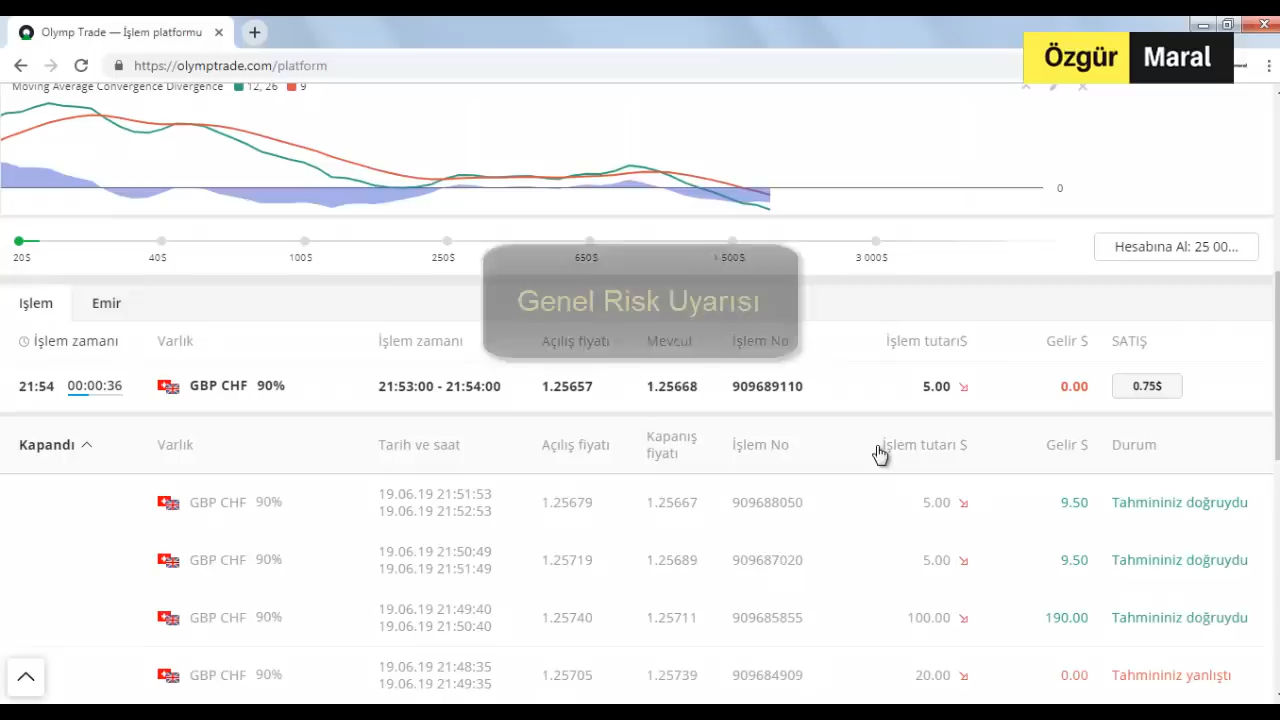 Olymp Trade — İşlem platformu
https://olymptrade.com/platform
Özgür Maral
Moving Average Convergence Divergence 12, 26 9
0
20$ 40$ 100$ 250$ 650$ 1 500$ 3 000$
Hesabına Al: 25 00...
Genel Risk Uyarısı
Işlem Emir
İşlem zamanı Varlık İşlem zamanı Açılış fiyatı Mevcut İşlem No İşlem tutarı$ Gelir $ SATIŞ
21:54 00:00:36 GBP CHF 90% 21:53:00 - 21:54:00 1.25657 1.25668 909689110 5.00 0.00 0.75$
Kapandı Varlık Tarih ve saat Açılış fiyatı Kapanış fiyatı İşlem No İşlem tutarı $ Gelir $ Durum
19.06.19 21:51:53
GBP CHF 90% 1.25679 1.25667 909688050 5.00 9.50 Tahmininiz doğruydu
19.06.19 21:52:53
19.06.19 21:50:49
GBP CHF 90% 1.25719 1.25689 909687020 5.00 9.50 Tahmininiz doğruydu
19.06.19 21:51:49
19.06.19 21:49:40
GBP CHF 90% 1.25740 1.25711 909685855 100.00 190.00 Tahmininiz doğruydu
19.06.19 21:50:40
19.06.19 21:48:35
GBP CHF 90% 1.25705 1.25739 909684909 20.00 0.00 Tahmininiz yanlıştı
19.06.19 21:49:35